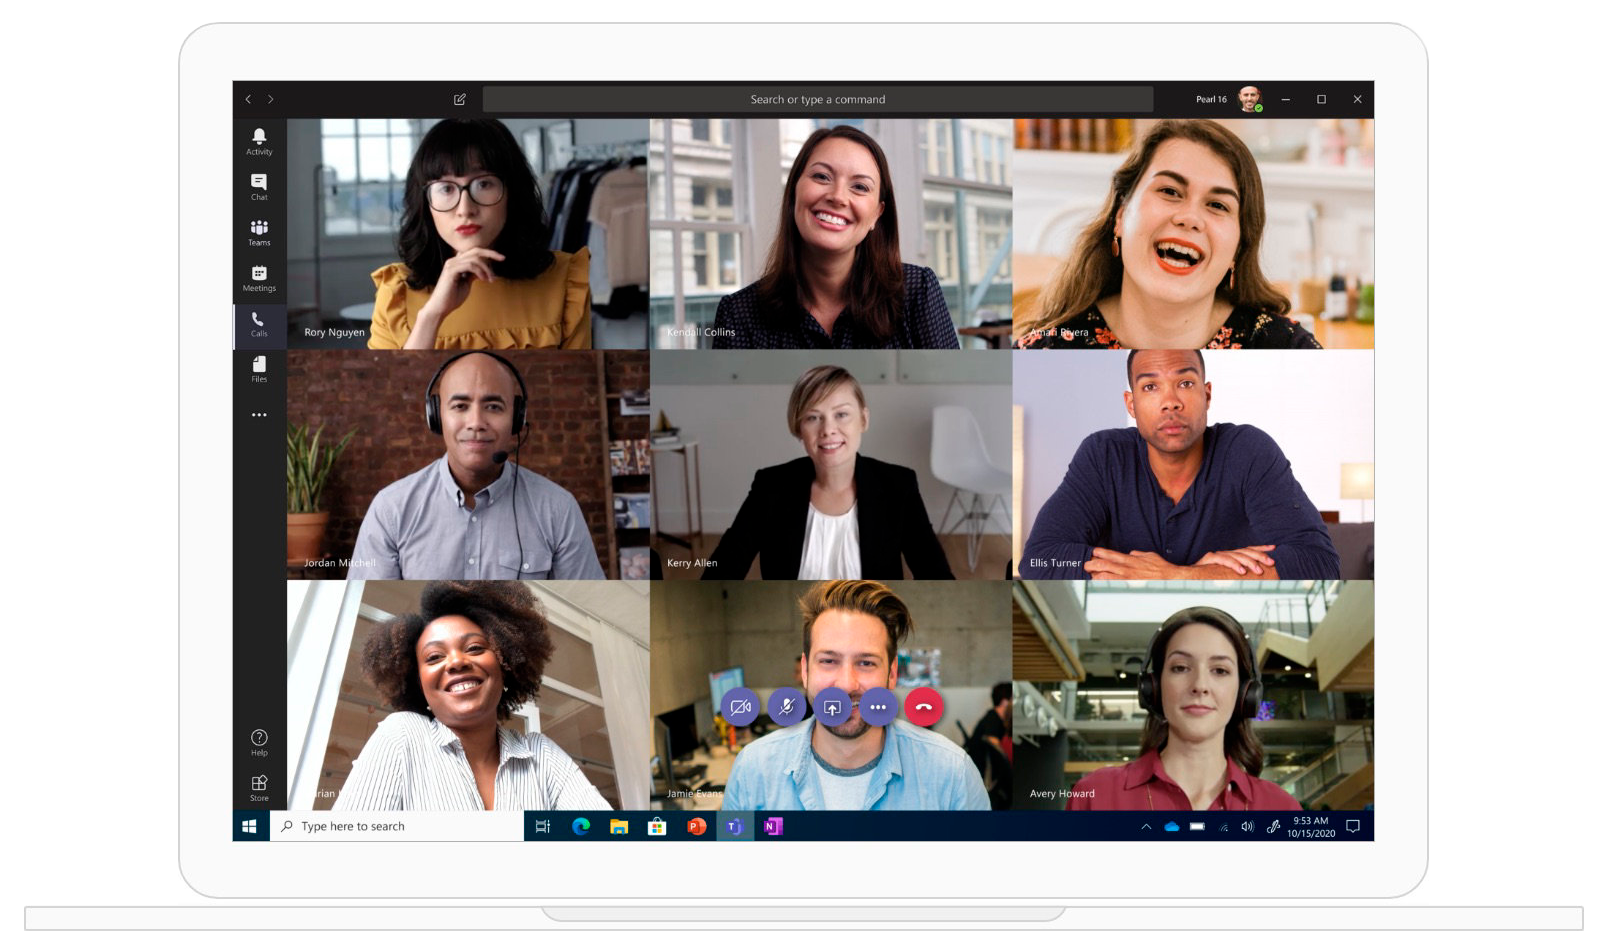 Search or type a command
Pearl 16
Activity
Chat
Teams
Meetings
Calls
Files
Help
Store
Rory Nguyen
Kendall Collins
Amari Rivera
Jordan Mitchell
Kerry Allen
Ellis Turner
Jamie Evans
Avery Howard
Type here to search
P
T
N
9:53 AM
10/15/2020